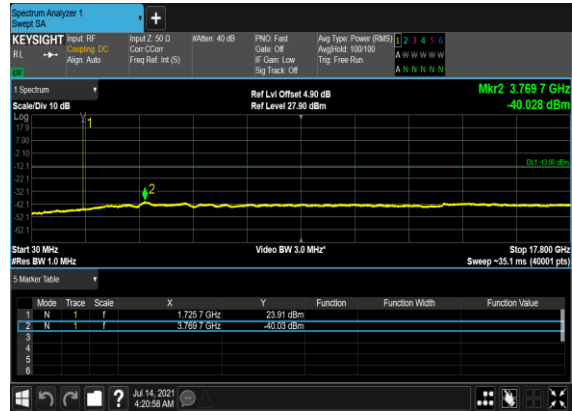 Spectrum Analyzer 1
Swept SA
+
KEYSIGHT Input: RF Input Z: 50 Ω #Atten: 40 dB PNO: Fast Avg Type: Power (RMS) 1 2 3 4 5 6
RL Coupling: DC Corr CCorr Gate: Off Avg|Hold: 100/100 A W W W W W
Align: Auto Freq Ref: Int (S) IF Gain: Low Trig: Free Run
LW Sig Track: Off A N N N N N
1 Spectrum Ref Lvl Offset 4.90 dB Mkr2 3.769 7 GHz
Scale/Div 10 dB Ref Level 27.90 dBm -40.028 dBm
Log
17.9 1
7.90
-2.10
-12.1 DL1 -13.00 dBm
-22.1
-32.1 2
-42.1
-52.1
-62.1
Start 30 MHz Video BW 3.0 MHz* Stop 17.800 GHz
#Res BW 1.0 MHz Sweep ~35.1 ms (40001 pts)
5 Marker Table
Mode Trace Scale X Y Function Function Width Function Value
1 N 1 f 1.725 7 GHz 23.91 dBm
2 N 1 f 3.769 7 GHz -40.03 dBm
3
4
5
6
? Jul 14, 2021
4:20:58 AM